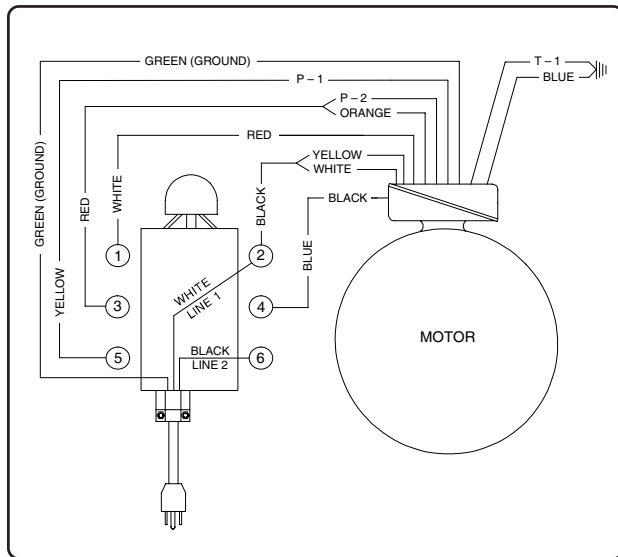 GREEN (GROUND)
T – 1
BLUE
P – 1
P – 2
ORANGE
RED
YELLOW
WHITE
BLACK
GREEN (GROUND)
YELLOW
RED
WHITE
BLACK
BLUE
1
2
3
4
5
6
WHITE
LINE 1
BLACK
LINE 2
MOTOR